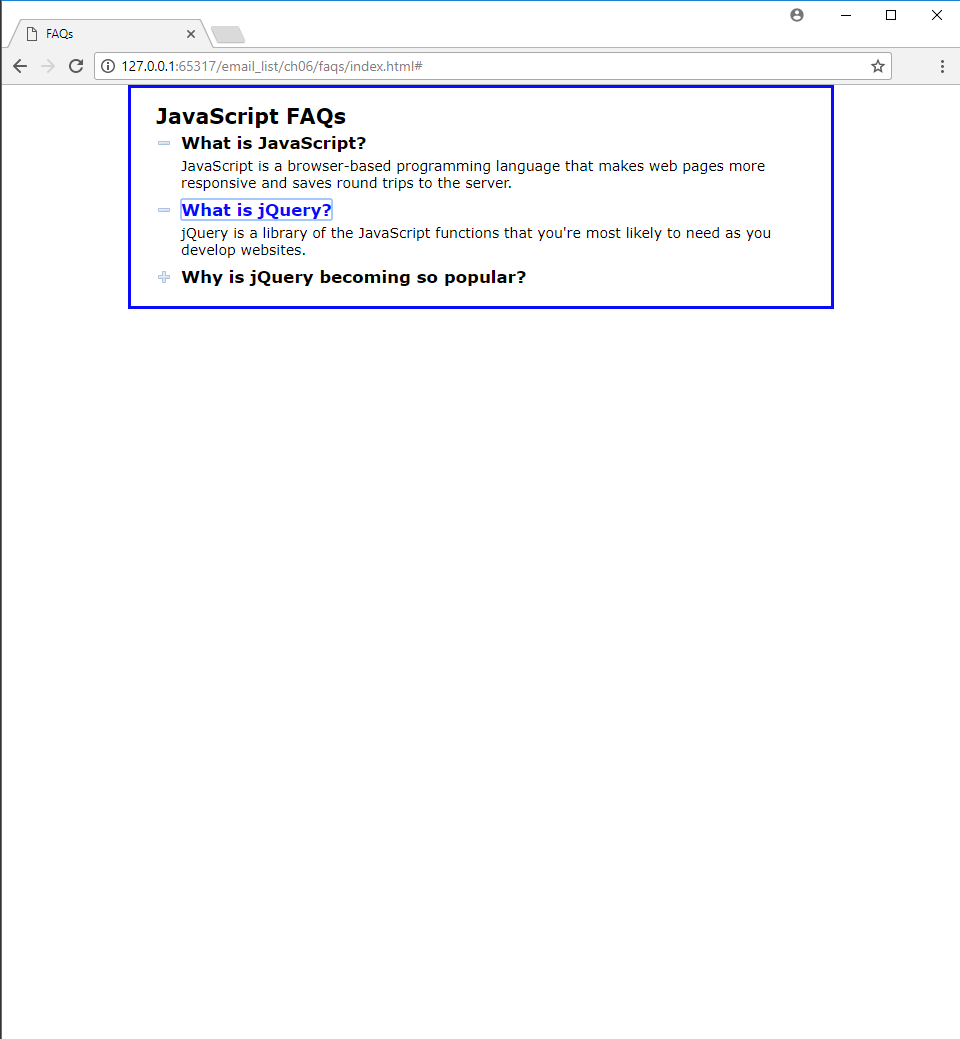 FAQs
127.0.0.1:65317/email_list/ch06/faqs/index.html#
JavaScript FAQs
What is JavaScript?
JavaScript is a browser-based programming language that makes web pages more
responsive and saves round trips to the server.
What is jQuery?
jQuery is a library of the JavaScript functions that you're most likely to need as you
develop websites.
Why is jQuery becoming so popular?